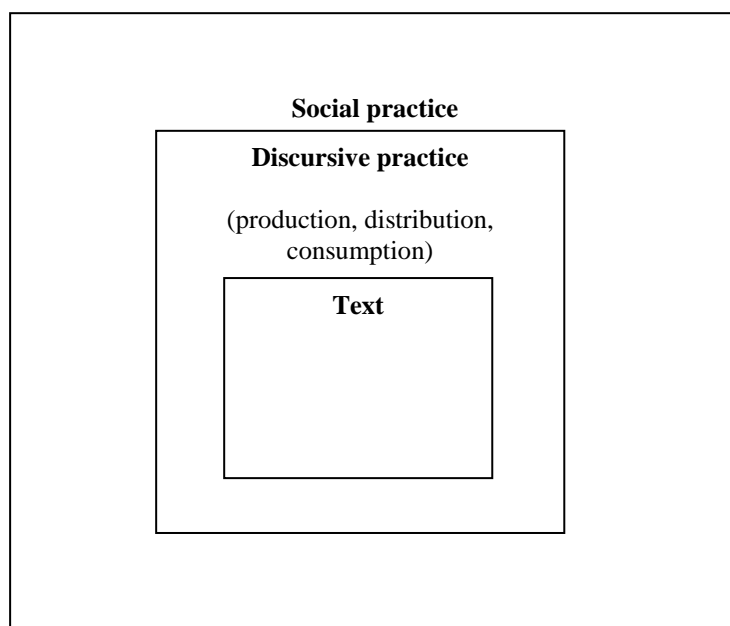 Social practice
Discursive practice
(production, distribution,
consumption)
Text